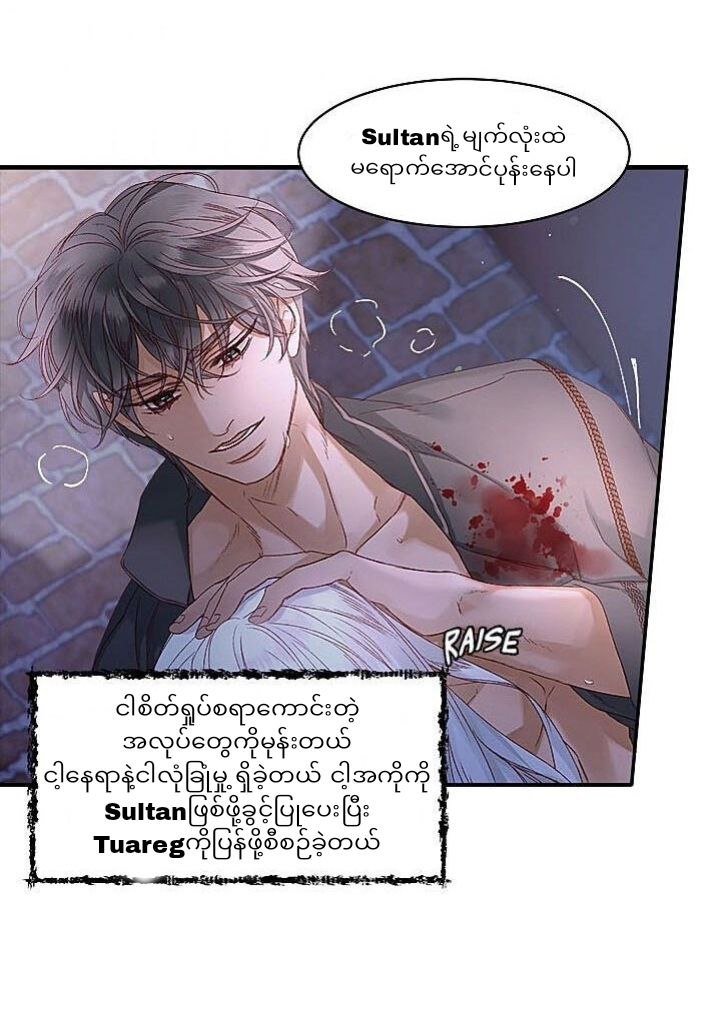 Sultanရဲ့ မျက်လုံးထဲ
မရောက်အောင်ပုန်းနေပါ
RAISE
ငါစိတ်ရှုပ်စရာကောင်းတဲ့
အလုပ်တွေကိုမုန်းတယ်
ငါ့နေရာနဲ့ငါလုံခြုံမှု့ ရှိခဲ့တယ် ငါ့အကိုကို
Sultanဖြစ်ဖို့ခွင့်ပြုပေးပြီး
Tuaregကိုပြန်ဖို့စီစဉ်ခဲ့တယ်